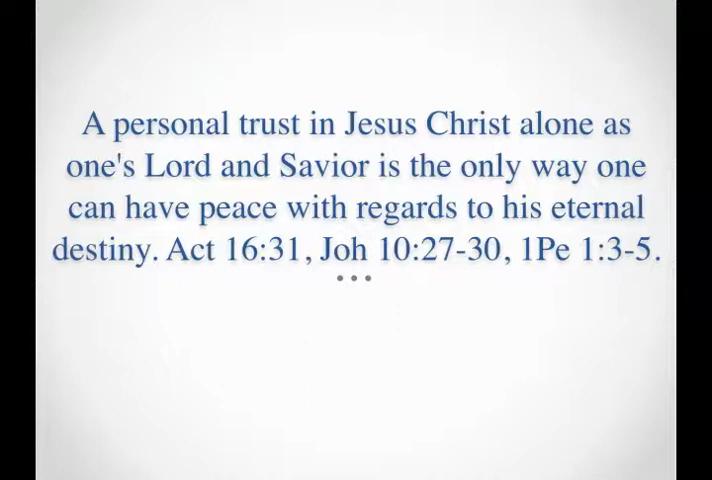 A personal trust in Jesus Christ alone as
one's Lord and Savior is the only way one
can have peace with regards to his eternal
destiny. Act 16:31, Joh 10:27-30, 1Pe 1:3-5.